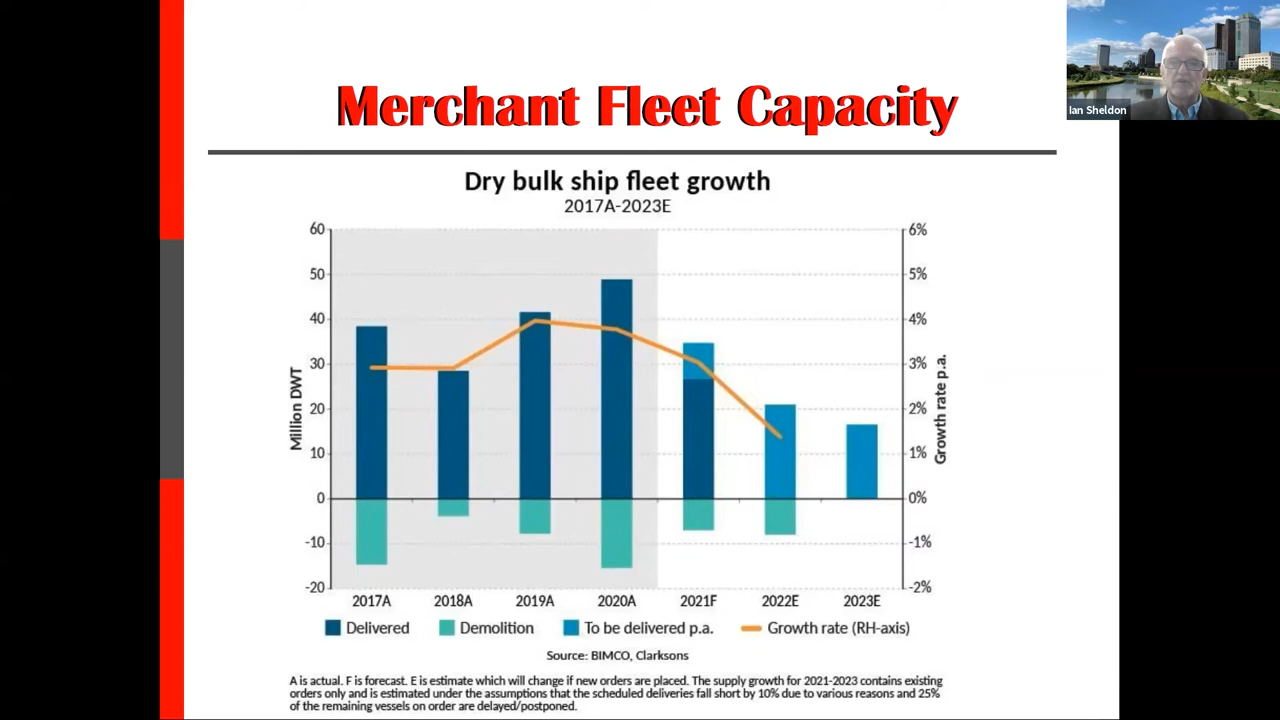 Merchant Fleet Capacity
Ian Sheldon
Dry bulk ship fleet growth
2017A-2023E
60
50
40
30
20
10
0
-10
-20
Million DWT
6%
5%
4%
3%
2%
1%
0%
-1%
-2%
Growth rate p.a.
2017A 2018A 2019A 2020A 2021F 2022E 2023E
Delivered Demolition To be delivered p.a. Growth rate (RH-axis)
Source: BIMCO, Clarksons
A is actual. F is forecast. E is estimate which will change if new orders are placed. The supply growth for 2021-2023 contains existing
orders only and is estimated under the assumptions that the scheduled deliveries fall short by 10% due to various reasons and 25%
of the remaining vessels on order are delayed/postponed.